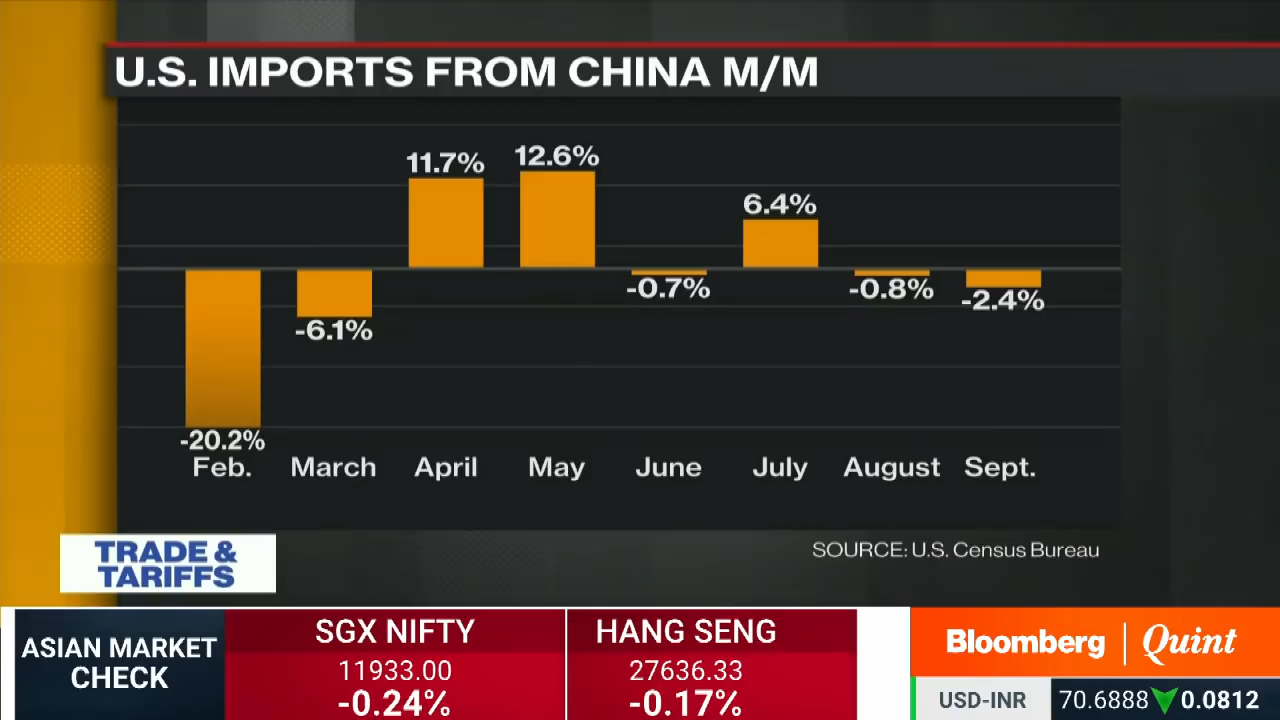 U.S. IMPORTS FROM CHINA M/M
11.7%
12.6%
6.4%
-0.7%
-0.8%
-2.4%
-6.1%
-20.2%
Feb. March April May June July August Sept.
SOURCE: U.S. Census Bureau
TRADE &
TARIFFS
ASIAN MARKET
CHECK
SGX NIFTY
11933.00
-0.24%
HANG SENG
27636.33
-0.17%
Bloomberg | Quint
USD-INR 70.6888 0.0812